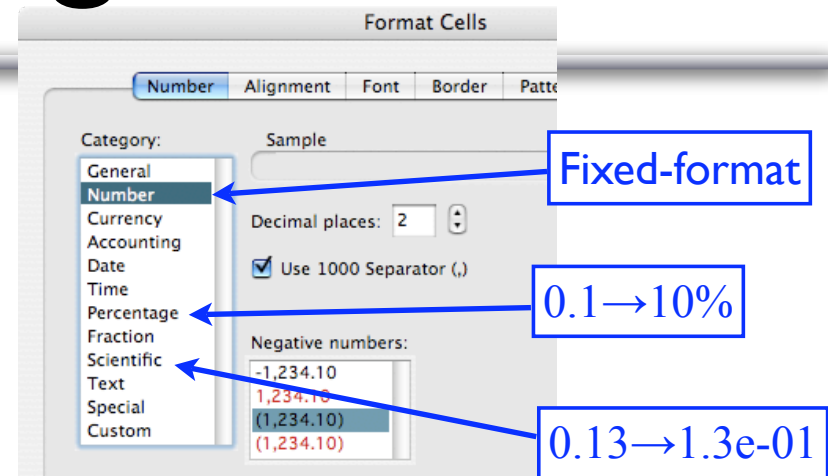 Format Cells
Number Alignment Font Border Patte
Category:
General
Number
Currency
Accounting
Date
Time
Percentage
Fraction
Scientific
Text
Special
Custom
Sample
Decimal places: 2
Use 1000 Separator (,)
Negative numbers:
-1,234.10
1,234.10
(1,234.10)
(1,234.10)
Fixed-format
0.1→10%
0.13→1.3e-01